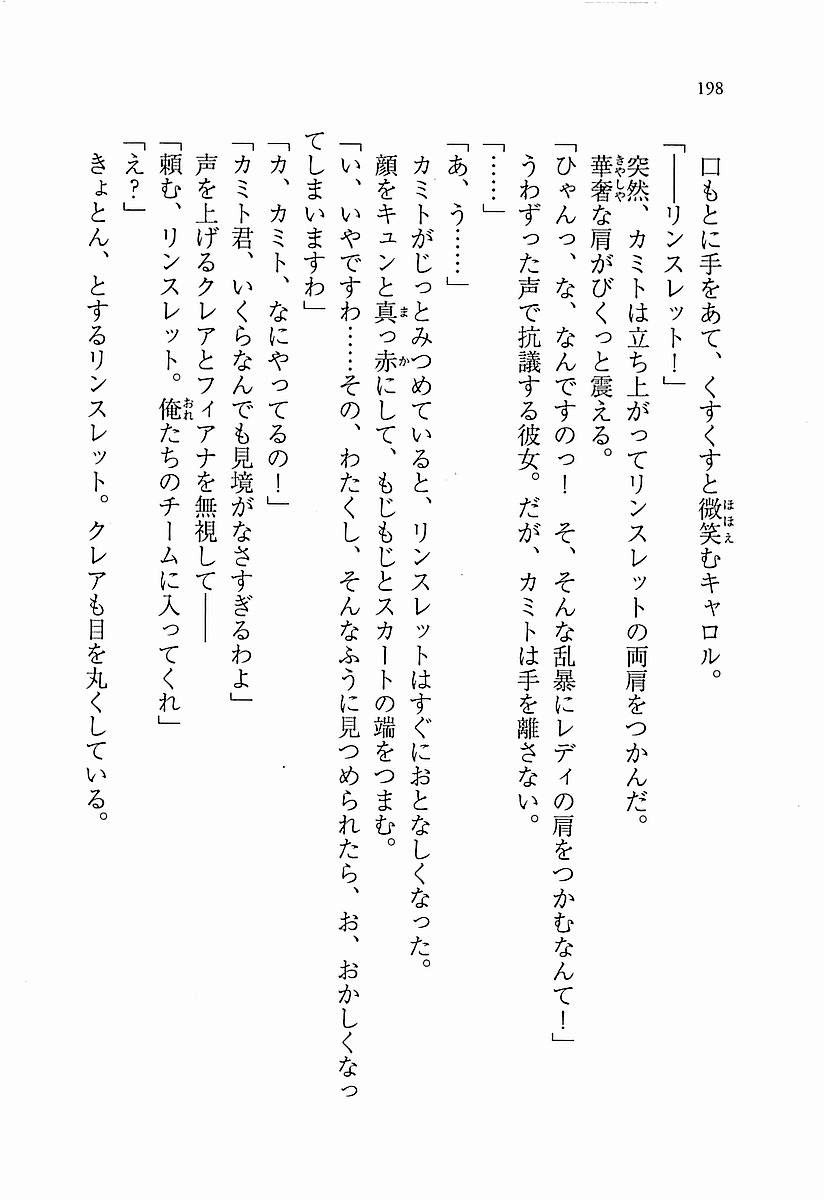 198
口もとに手をあて、くすくすと微笑むキャロル。
「――リンスレット！」
突然、カミトは立ち上がってリンスレットの両肩をつかんだ。
華奢な肩がびくっと震える。
「ひゃんっ、な、なんですのっ！　そ、そんな乱暴にレディの肩をつかむなんて！」
うわずった声で抗議する彼女。だが、カミトは手を離さない。
「……」
「あ、う……」
カミトがじっとみつめていると、リンスレットはすぐにおとなしくなった。
顔をキュンと真っ赤にして、もじもじとスカートの端をつまむ。
「い、いやですわ……その、わたくし、そんなふうに見つめられたら、お、おかしくなっ
てしまいますわ」
「カ、カミト、なにやってるの！」
「カミト君、いくらなんでも見境がなさすぎるわよ」
声を上げるクレアとフィアナを無視して――
「頼む、リンスレット。俺たちのチームに入ってくれ」
「え？」
きょとん、とするリンスレット。クレアも目を丸くしている。